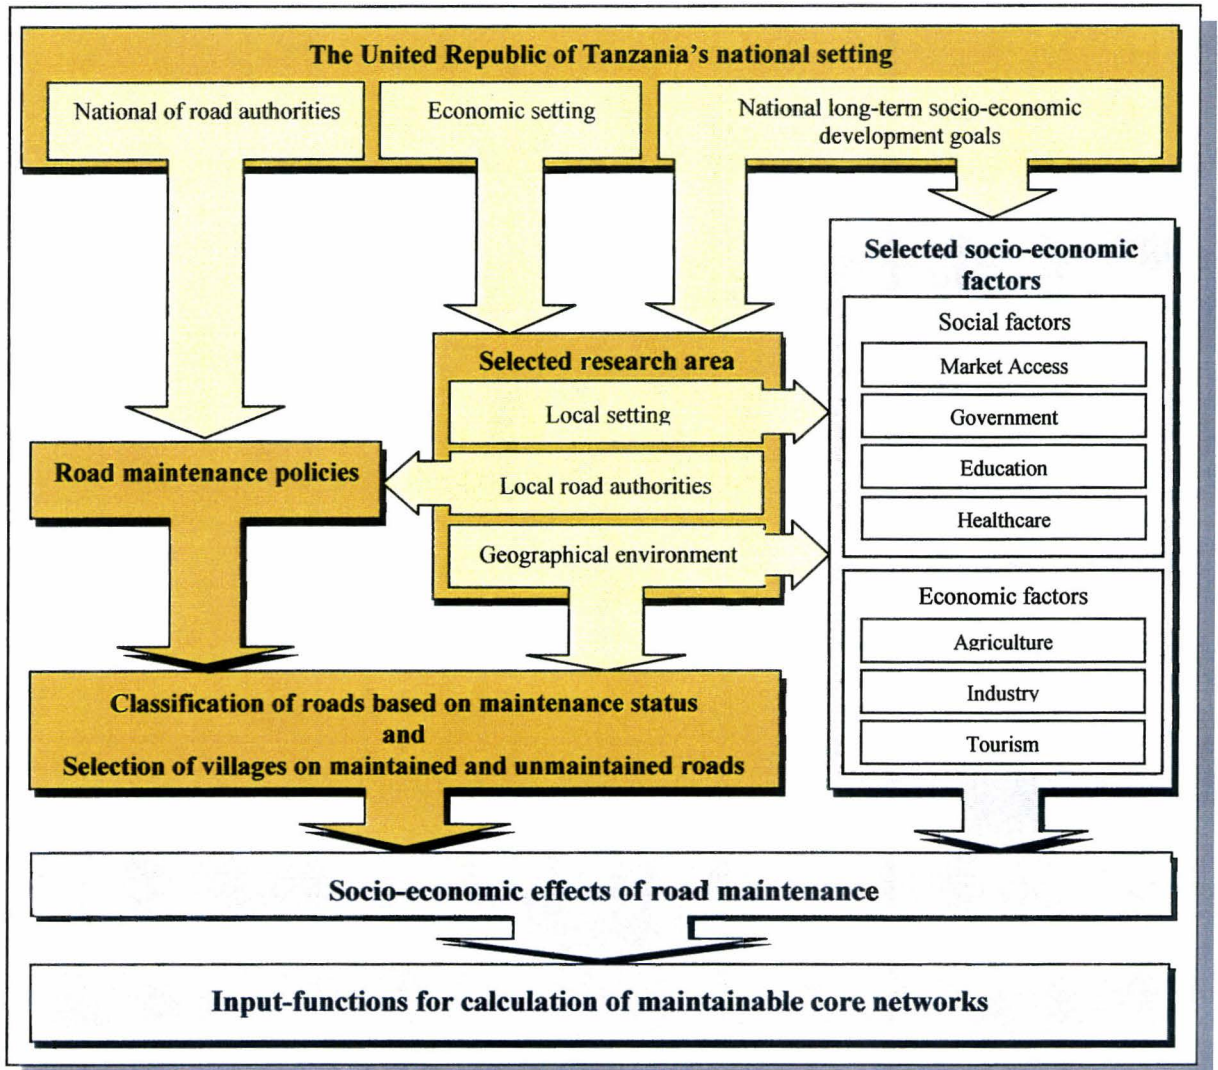 The United Republic of Tanzania's national setting
National of road authorities
Economic setting
National long-term socio-economic
development goals
Selected socio-economic
factors
Social factors
Market Access
Government
Education
Healthcare
Economic factors
Agriculture
Industry
Tourism
Selected research area
Local setting
Local road authorities
Geographical environment
Road maintenance policies
Classification of roads based on maintenance status
and
Selection of villages on maintained and unmaintained roads
Socio-economic effects of road maintenance
Input-functions for calculation of maintainable core networks